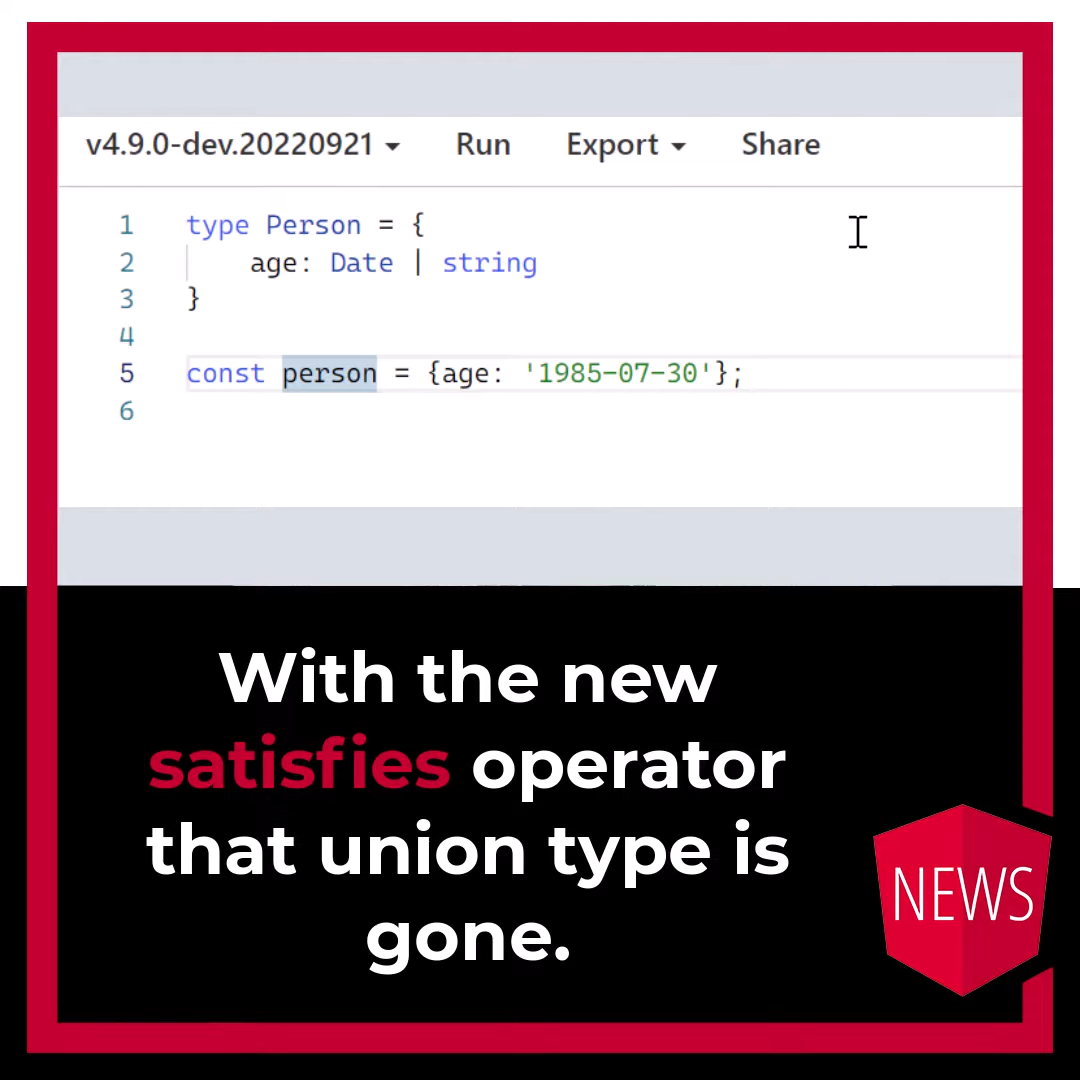 v4.9.0-dev.20220921 Run Export Share
1 type Person = {
2     age: Date | string
3 }
4
5 const person = {age: '1985-07-30'};
6
With the new
satisfies operator
that union type is
gone.
NEWS